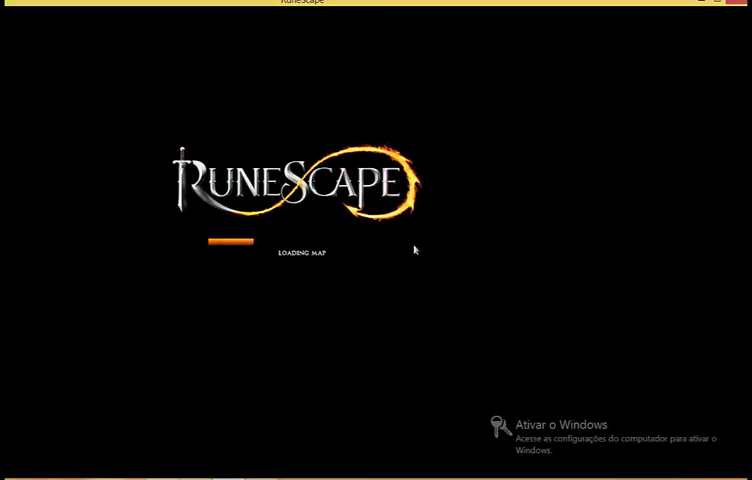 RuneScape
RUNESCAPE
LOADING MAP
Ativar o Windows
Acesse as configurações do computador para ativar o
Windows.